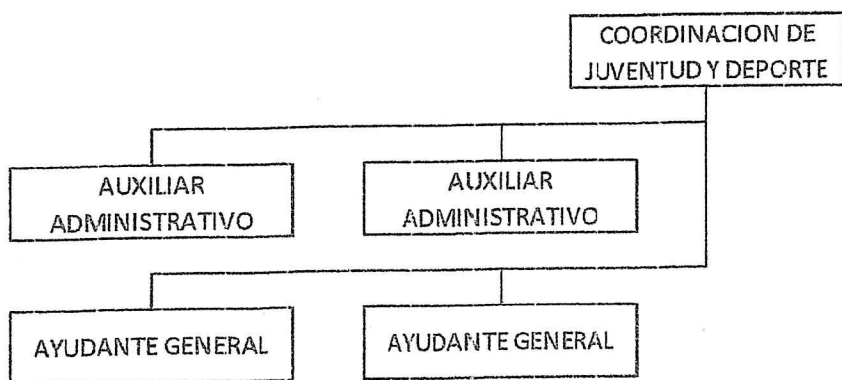 COORDINACION DE
JUVENTUD Y DEPORTE
AUXILIAR
ADMINISTRATIVO
AUXILIAR
ADMINISTRATIVO
AYUDANTE GENERAL
AYUDANTE GENERAL